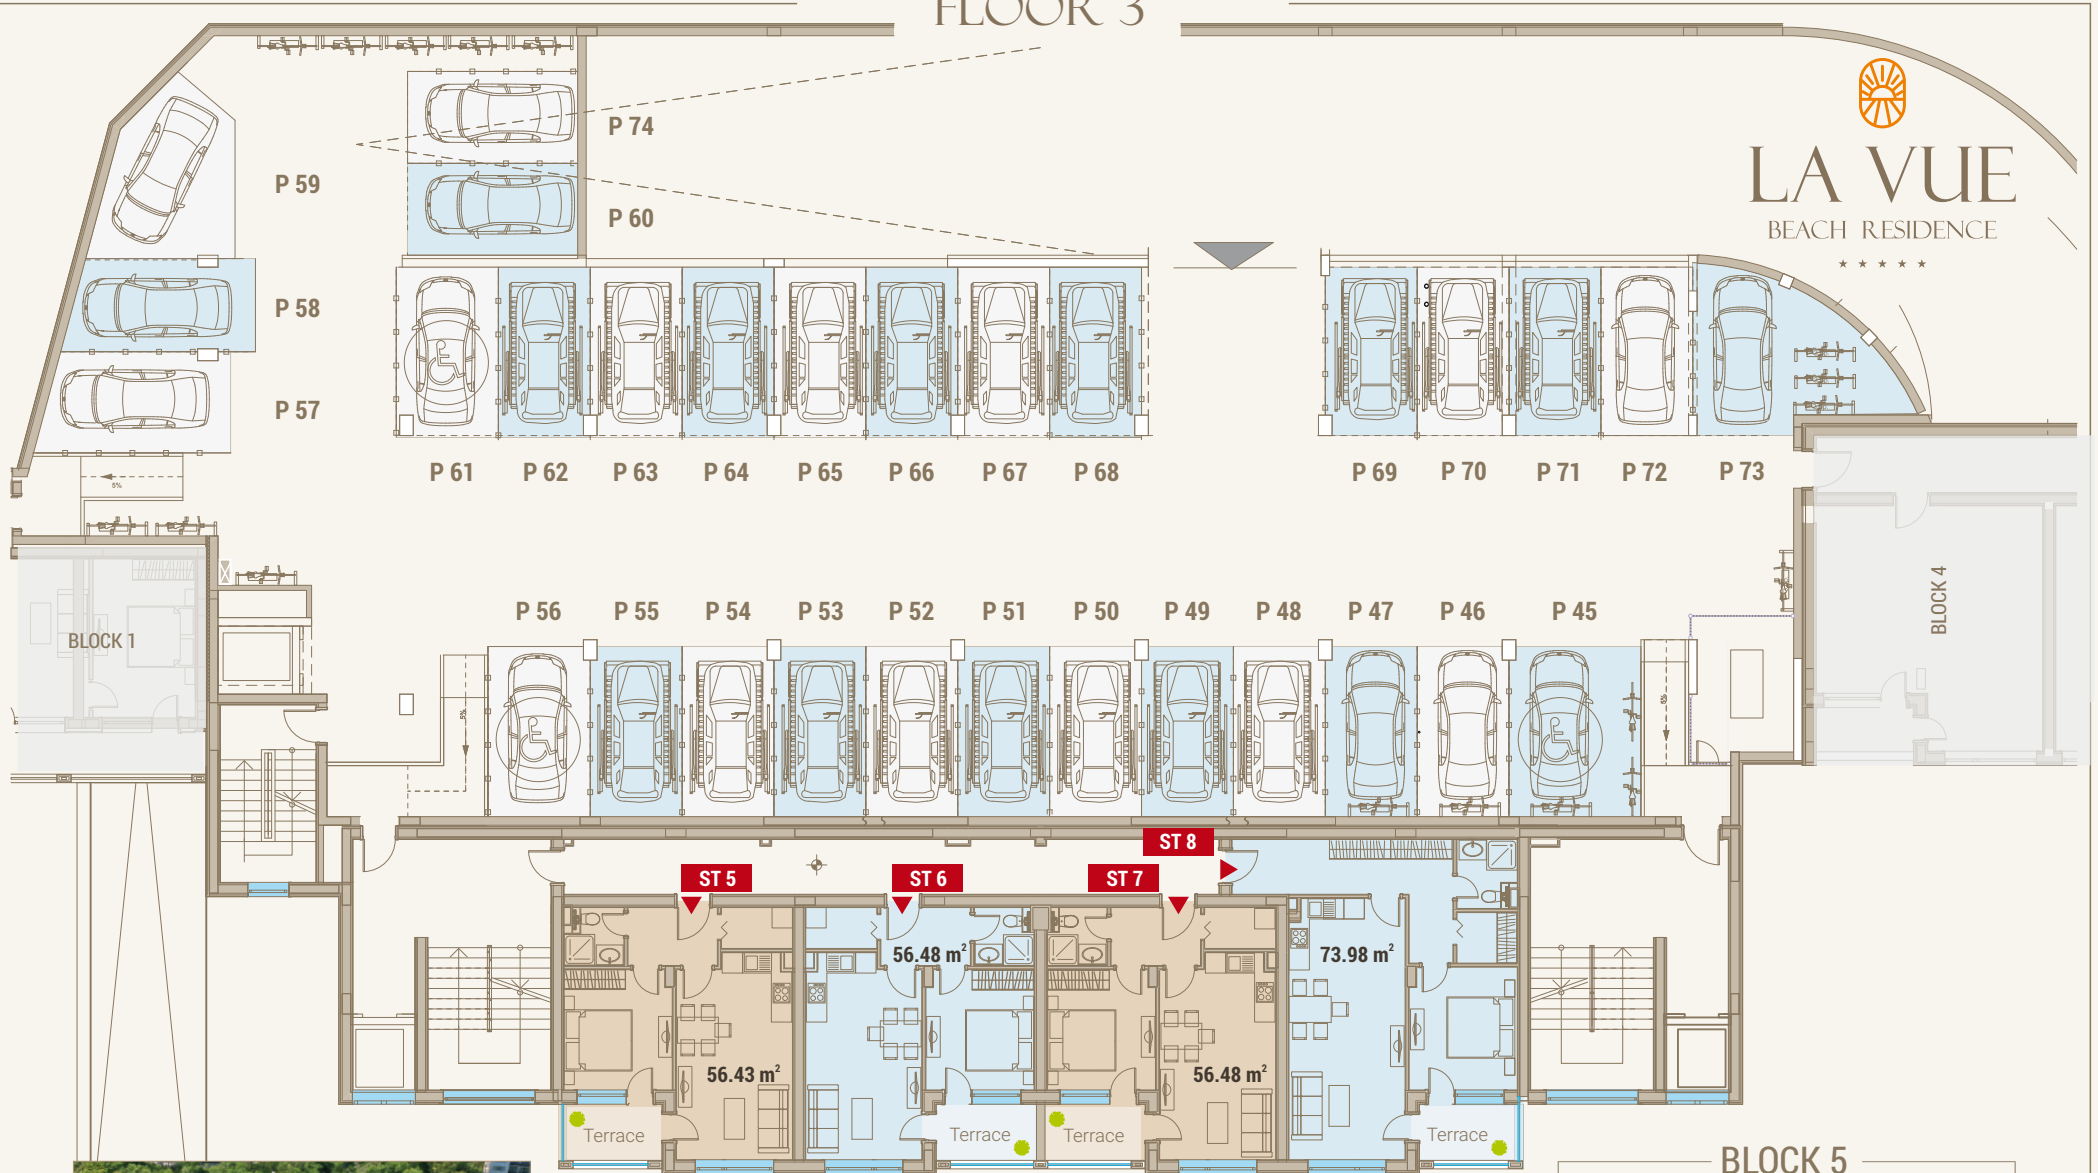 FLOOR 3
LA VUE
BEACH RESIDENCE
P 74
P 59
P 60
P 58
P 57
P 61
P 62
P 63
P 64
P 65
P 66
P 67
P 68
P 69
P 70
P 71
P 72
P 73
5%
BLOCK 1
BLOCK 4
P 56
P 55
P 54
P 53
P 52
P 51
P 50
P 49
P 48
P 47
P 46
P 45
5%
5%
ST 8
ST 5
ST 6
ST 7
56.48 m²
73.98 m²
56.43 m²
56.48 m²
Terrace
Terrace
Terrace
Terrace
BLOCK 5